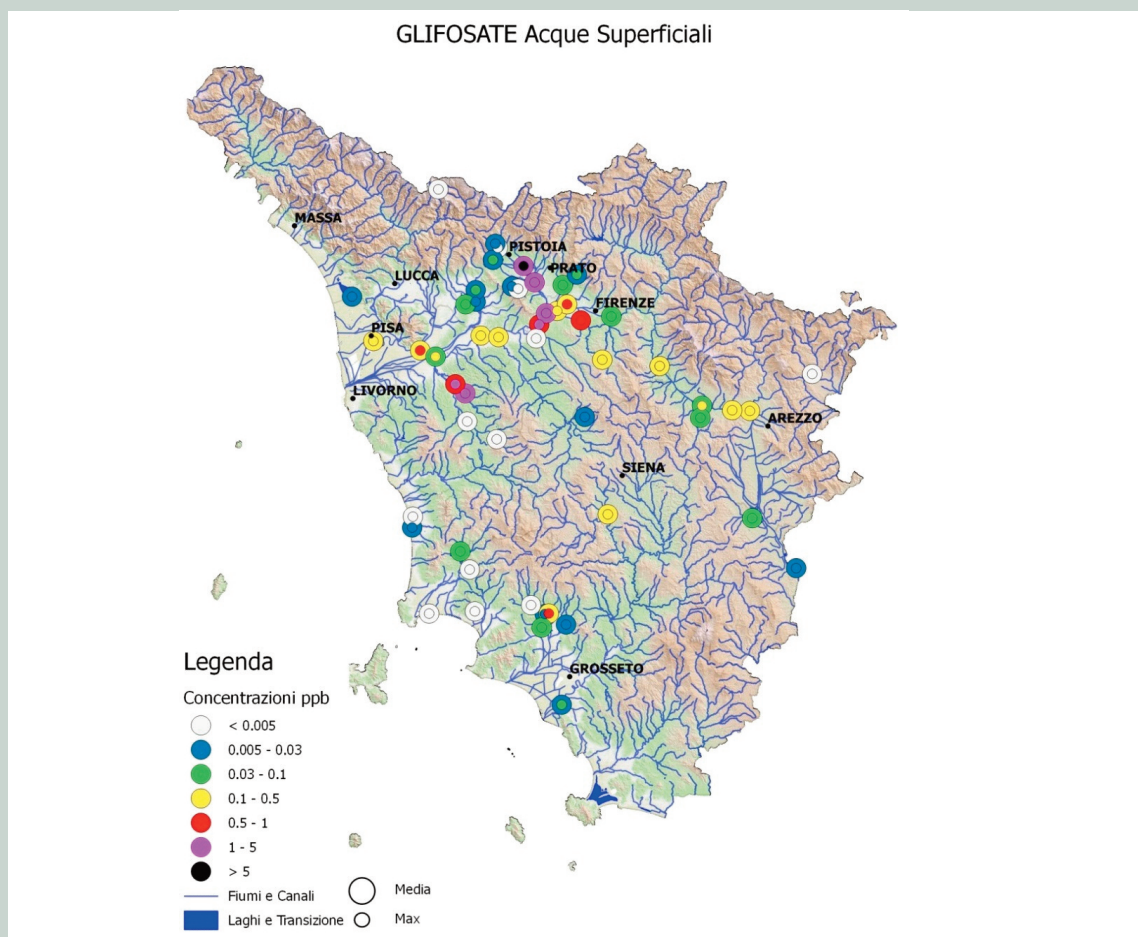 GLIFOSATE Acque Superficiali
MASSA
PISTOIA
PRATO
LUCCA
FIRENZE
PISA
LIVORNO
AREZZO
SIENA
GROSSETO
Legenda
Concentrazioni ppb
< 0.005
0.005 - 0.03
0.03 - 0.1
0.1 - 0.5
0.5 - 1
1 - 5
> 5
Fiumi e Canali
Media
Laghi e Transizione
Max